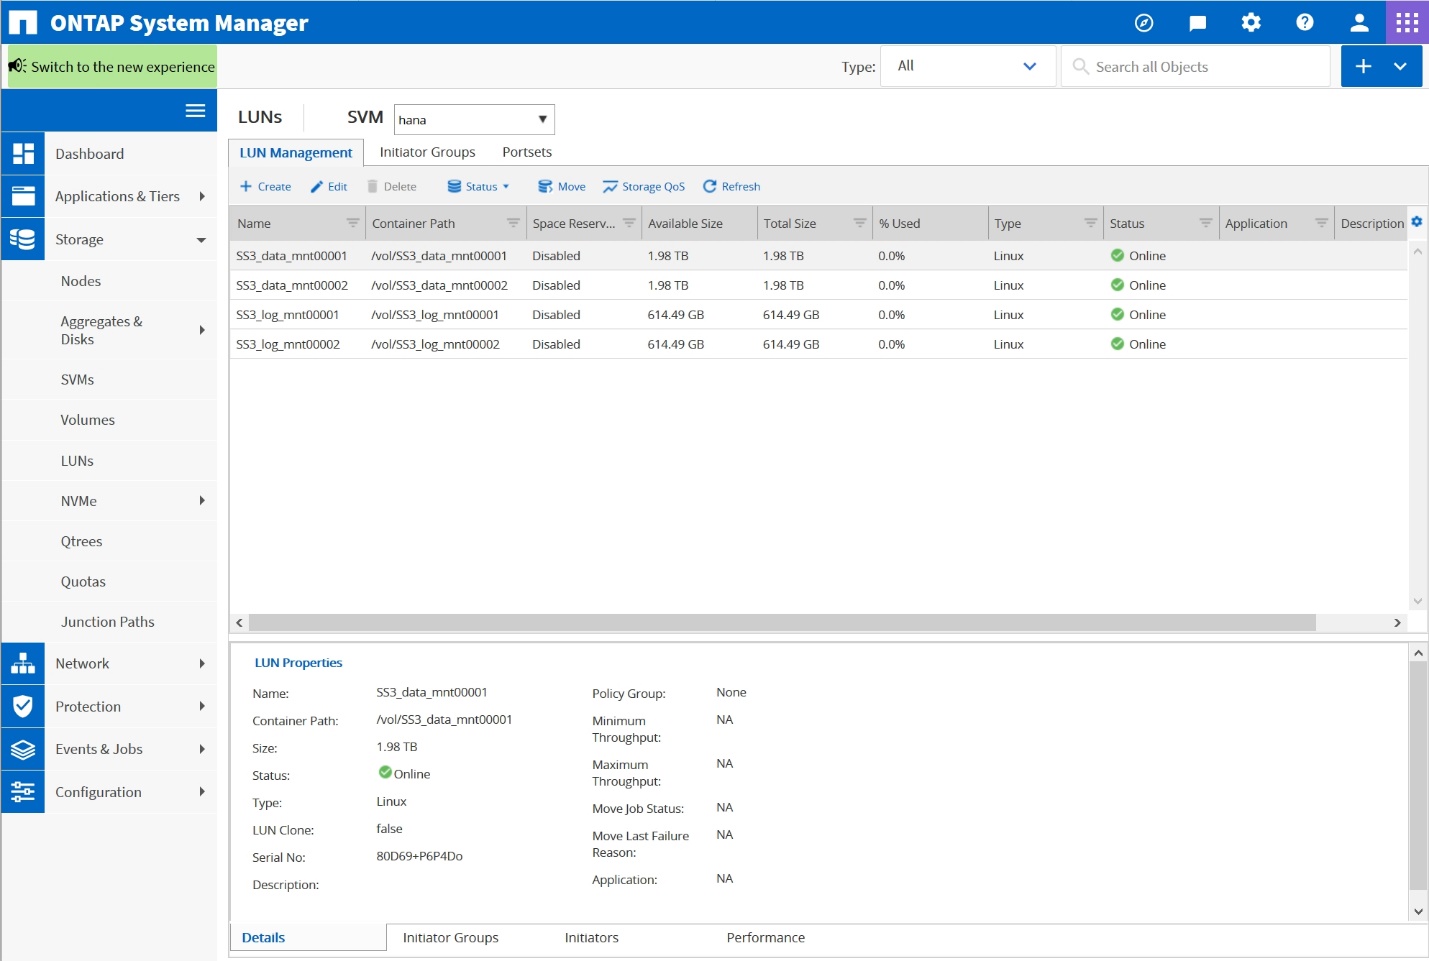 ONTAP System Manager
Switch to the new experience
Type: All Search all Objects
LUNs SVM hana
LUN Management Initiator Groups Portsets
Create Edit Delete Status Move Storage QoS Refresh
Name Container Path Space Reserv... Available Size Total Size % Used Type Status Application Description
SS3_data_mnt00001 /vol/SS3_data_mnt00001 Disabled 1.98 TB 1.98 TB 0.0% Linux Online
SS3_data_mnt00002 /vol/SS3_data_mnt00002 Disabled 1.98 TB 1.98 TB 0.0% Linux Online
SS3_log_mnt00001 /vol/SS3_log_mnt00001 Disabled 614.49 GB 614.49 GB 0.0% Linux Online
SS3_log_mnt00002 /vol/SS3_log_mnt00002 Disabled 614.49 GB 614.49 GB 0.0% Linux Online
Dashboard
Applications & Tiers
Storage
Nodes
Aggregates &
Disks
SVMs
Volumes
LUNs
NVMe
Qtrees
Quotas
Junction Paths
Network
Protection
Events & Jobs
Configuration
LUN Properties
Name: SS3_data_mnt00001
Container Path: /vol/SS3_data_mnt00001
Size: 1.98 TB
Status: Online
Type: Linux
LUN Clone: false
Serial No: 80D69+P6P4Do
Description:
Policy Group: None
Minimum NA
Throughput:
Maximum NA
Throughput:
Move Job Status: NA
Move Last Failure NA
Reason:
Application: NA
Details Initiator Groups Initiators Performance